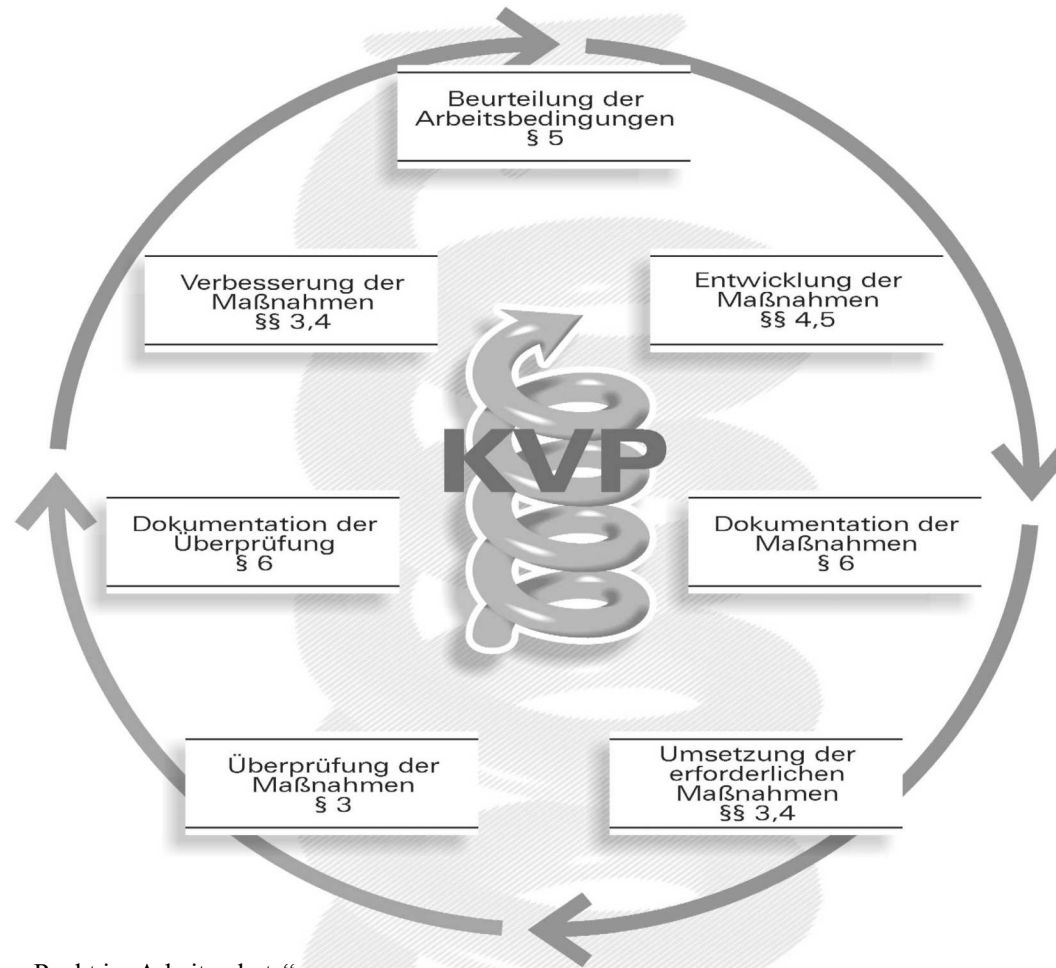 Beurteilung der
Arbeitsbedingungen
§ 5
Entwicklung der
Maßnahmen
§§ 4,5
Dokumentation der
Maßnahmen
§ 6
Umsetzung der
erforderlichen
Maßnahmen
§§ 3,4
Überprüfung der
Maßnahmen
§ 3
Dokumentation der
Überprüfung
§ 6
Verbesserung der
Maßnahmen
§§ 3,4
KVP